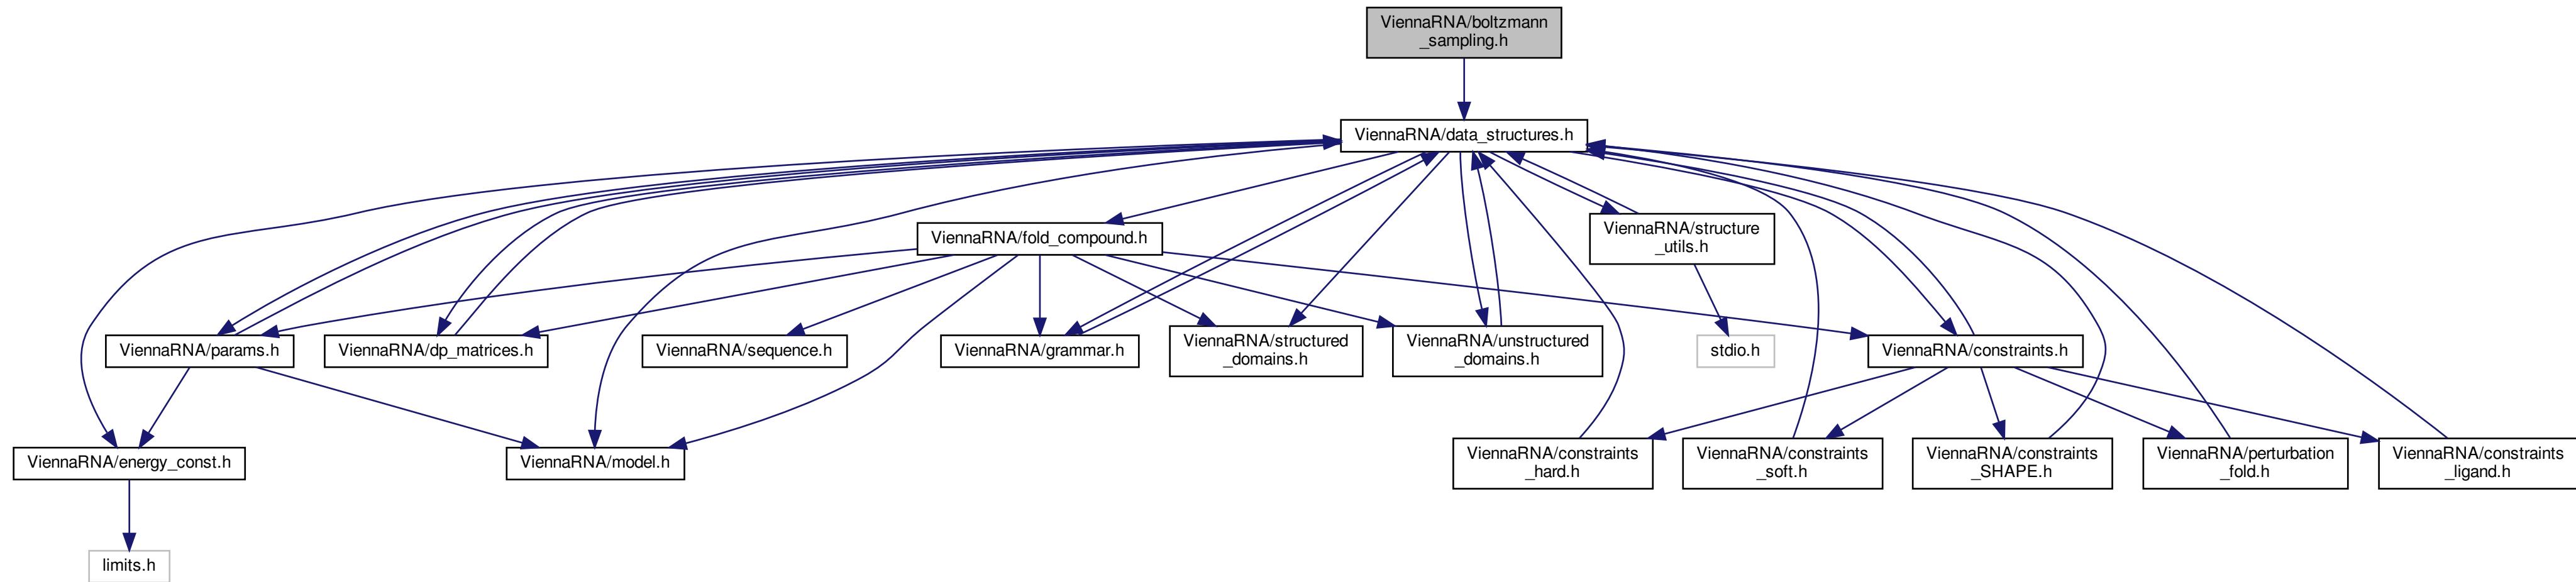 ViennaRNA/boltzmann
_sampling.h
ViennaRNA/data_structures.h
ViennaRNA/fold_compound.h
ViennaRNA/structure
_utils.h
ViennaRNA/params.h
ViennaRNA/dp_matrices.h
ViennaRNA/sequence.h
ViennaRNA/grammar.h
ViennaRNA/structured
_domains.h
ViennaRNA/unstructured
_domains.h
stdio.h
ViennaRNA/constraints.h
ViennaRNA/energy_const.h
ViennaRNA/model.h
ViennaRNA/constraints
_hard.h
ViennaRNA/constraints
_soft.h
ViennaRNA/constraints
_SHAPE.h
ViennaRNA/perturbation
_fold.h
ViennaRNA/constraints
_ligand.h
limits.h